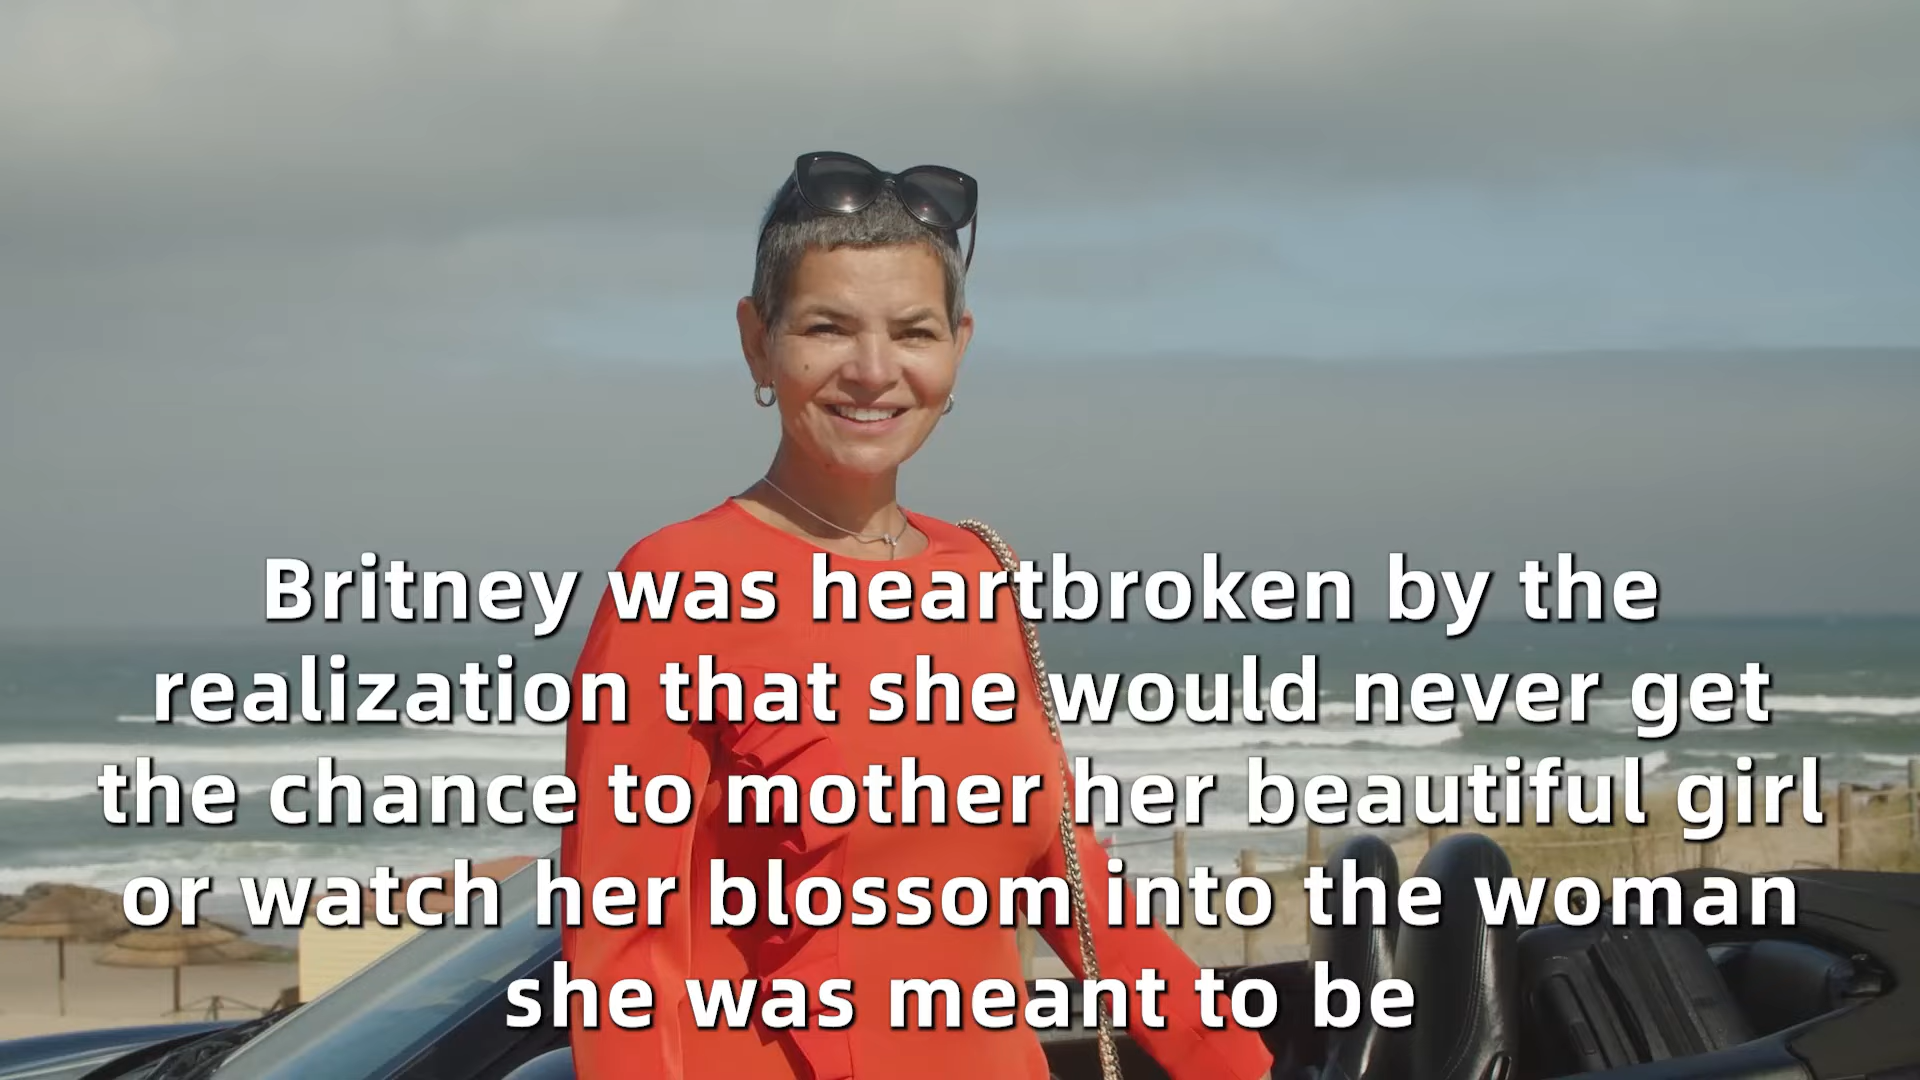 Britney was heartbroken by the
realization that she would never get
the chance to mother her beautiful girl
or watch her blossom into the woman
she was meant to be